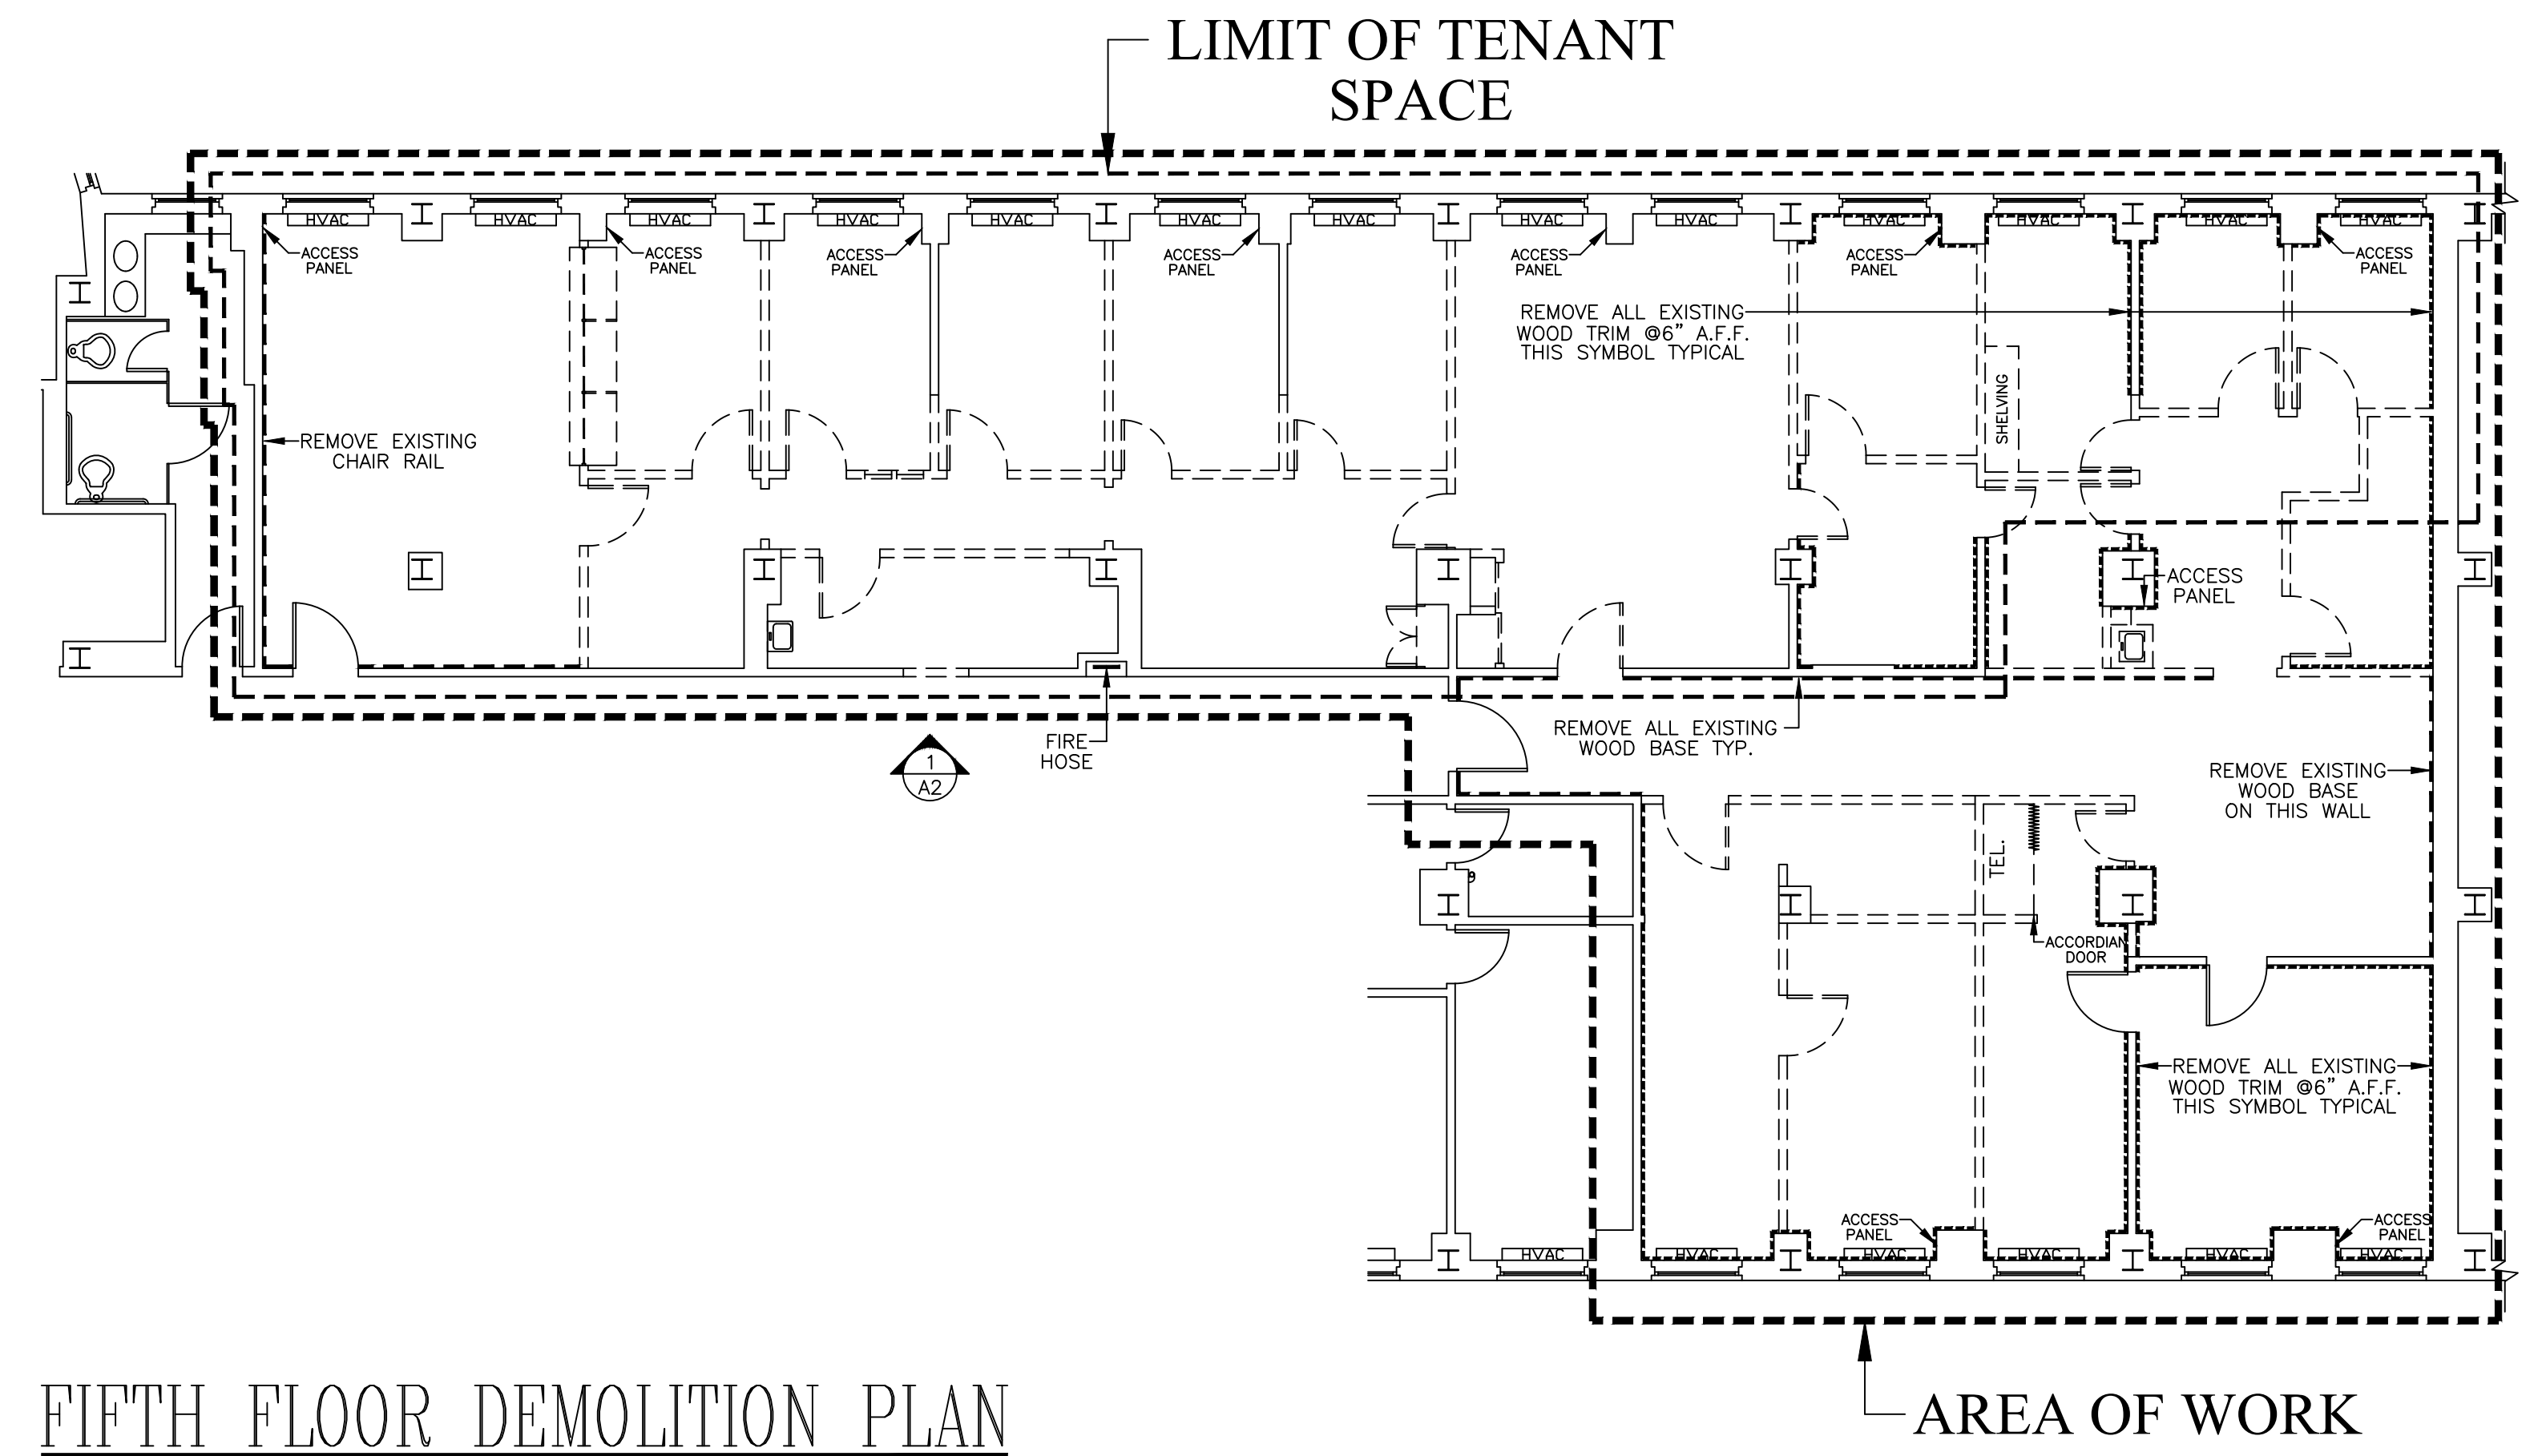 LIMIT OF TENANT
SPACE
HVAC
HVAC
HVAC
HVAC
HVAC
HVAC
HVAC
HVAC
HVAC
HVAC
HVAC
HVAC
HVAC
ACCESS
PANEL
ACCESS
PANEL
ACCESS
PANEL
ACCESS
PANEL
ACCESS
PANEL
ACCESS
PANEL
ACCESS
PANEL
REMOVE ALL EXISTING
WOOD TRIM @6” A.F.F.
THIS SYMBOL TYPICAL
SHELVING
REMOVE EXISTING
CHAIR RAIL
ACCESS
PANEL
FIRE
HOSE
1
A2
REMOVE ALL EXISTING
WOOD BASE TYP.
REMOVE EXISTING
WOOD BASE
ON THIS WALL
TEL.
ACCORDIAN
DOOR
REMOVE ALL EXISTING
WOOD TRIM @6” A.F.F.
THIS SYMBOL TYPICAL
ACCESS
PANEL
ACCESS
PANEL
HVAC
HVAC
HVAC
HVAC
HVAC
HVAC
AREA OF WORK
FIFTH FLOOR DEMOLITION PLAN